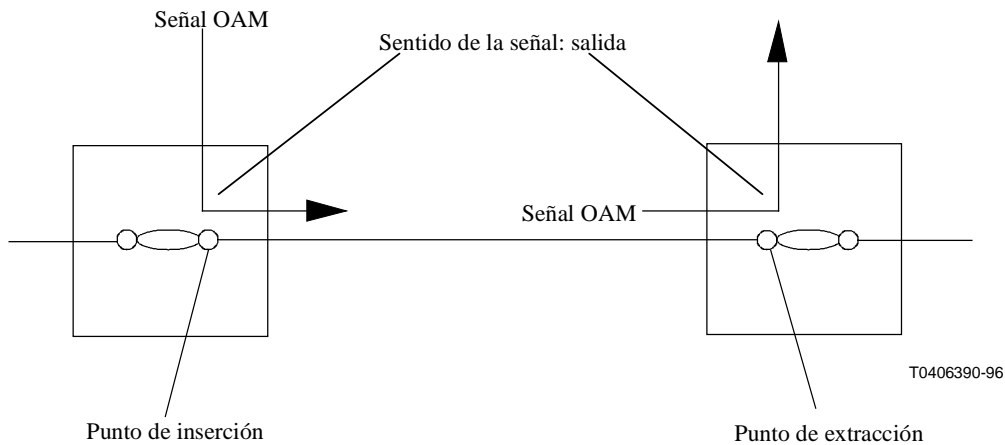 Señal OAM
Sentido de la señal: salida
Señal OAM
T0406390-96
Punto de inserción
Punto de extracción